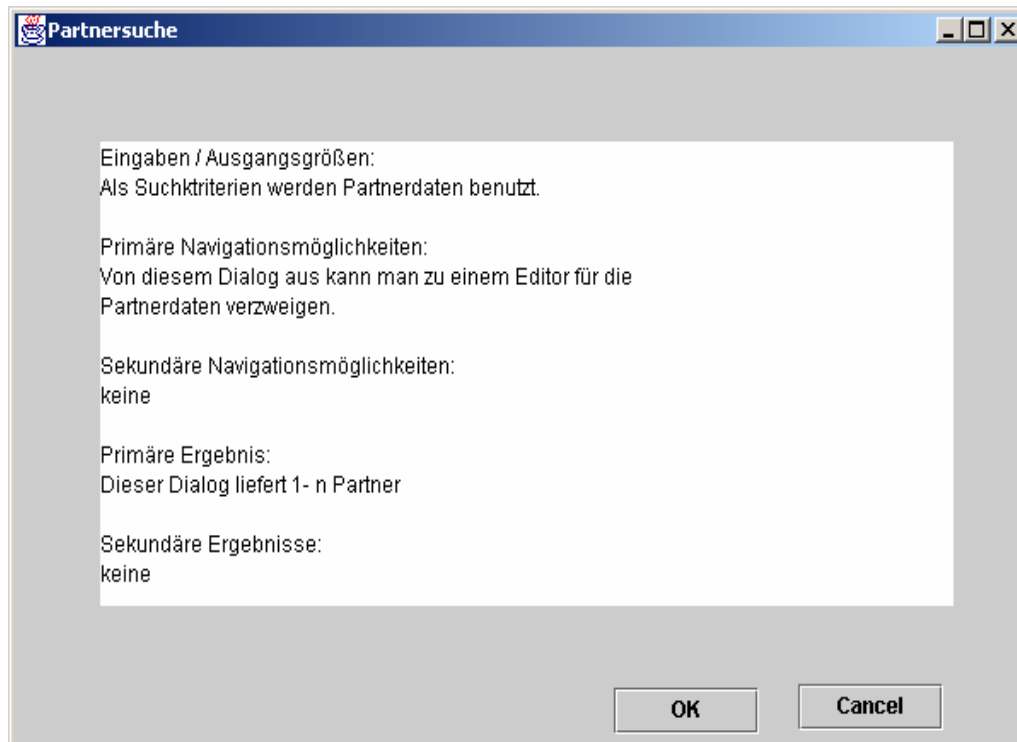 Partnersuche
Eingaben / Ausgangsgrößen:
Als Suchktriterien werden Partnerdaten benutzt.
Primäre Navigationsmöglichkeiten:
Von diesem Dialog aus kann man zu einem Editor für die
Partnerdaten verzweigen.
Sekundäre Navigationsmöglichkeiten:
keine
Primäre Ergebnis:
Dieser Dialog liefert 1- n Partner
Sekundäre Ergebnisse:
keine
OK
Cancel